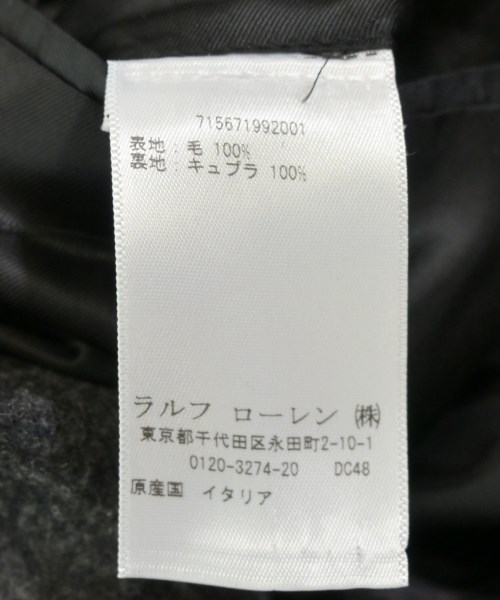 715671992001
表地:毛 100%
裏地:キュプラ 100%
ラルフ ローレン ㈱
東京都千代田区永田町2-10-1
0120-3274-20 DC48
原産国 イタリア